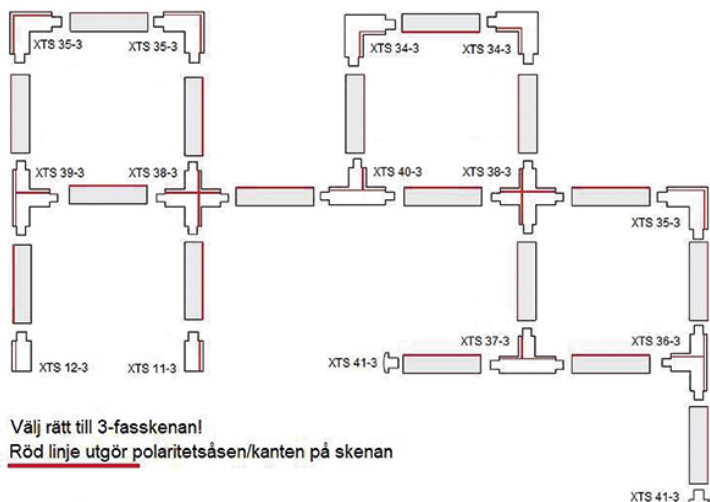 XTS 35-3
XTS 35-3
XTS 34-3
XTS 34-3
XTS 39-3
XTS 38-3
XTS 40-3
XTS 38-3
XTS 35-3
XTS 12-3
XTS 11-3
XTS 41-3
XTS 37-3
XTS 36-3
Välj rätt till 3-fasskenan!
Röd linje utgör polaritetsåsen/kanten på skenan
XTS 41-3